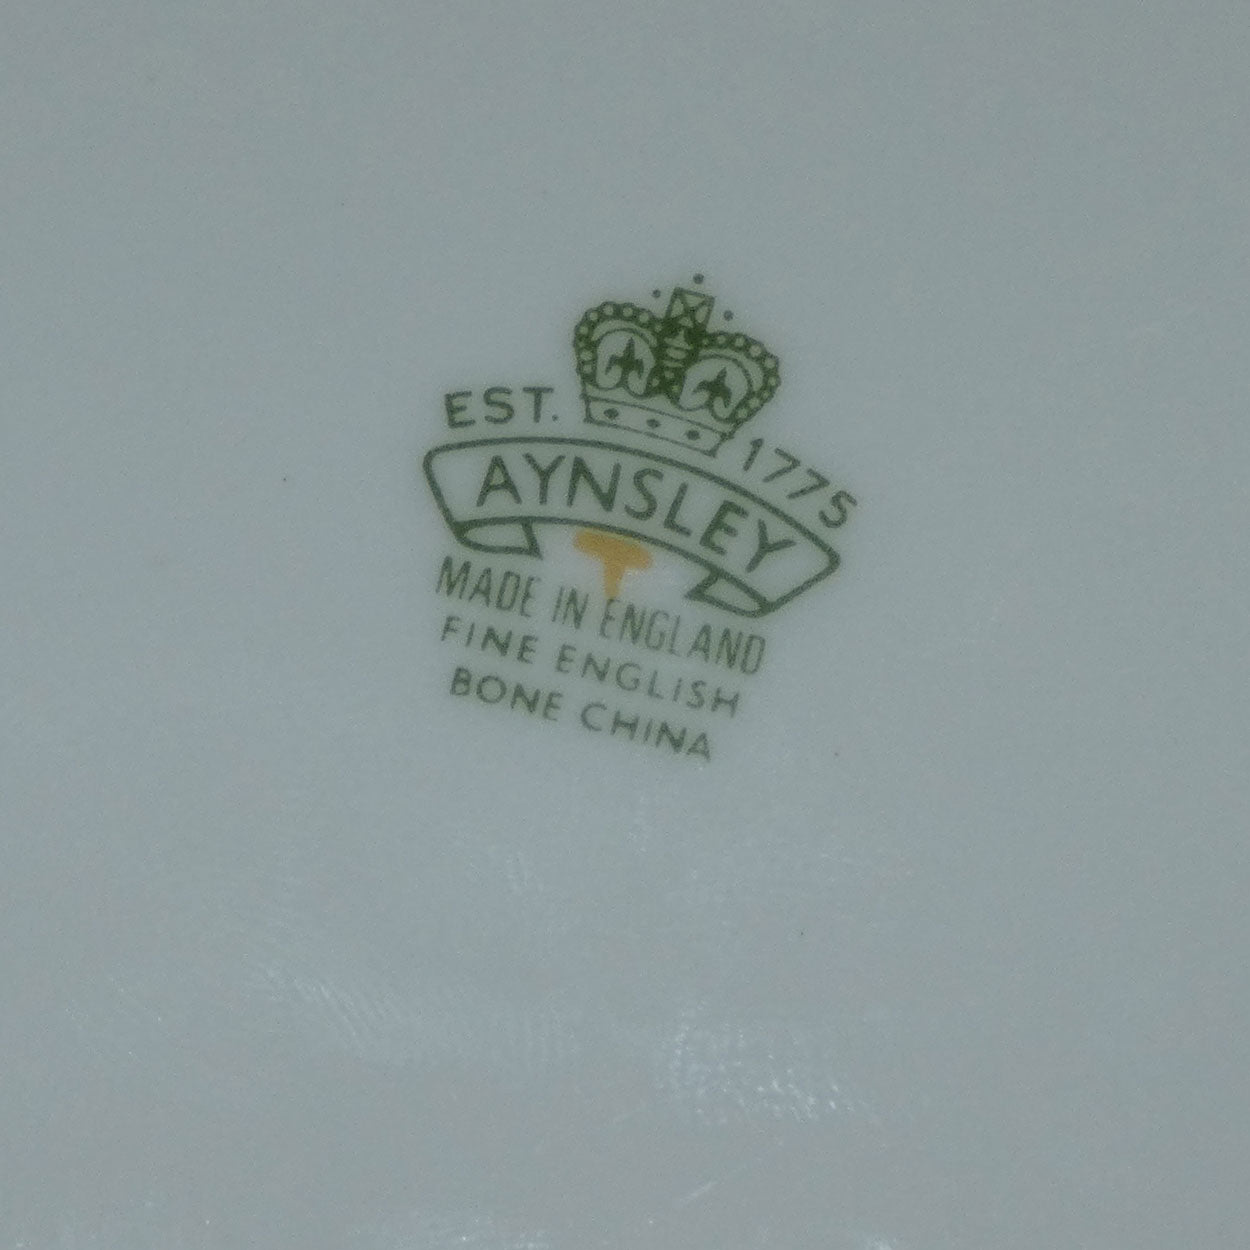 EST. 1775
AYNSLEY
T
MADE IN ENGLAND
FINE ENGLISH
BONE CHINA